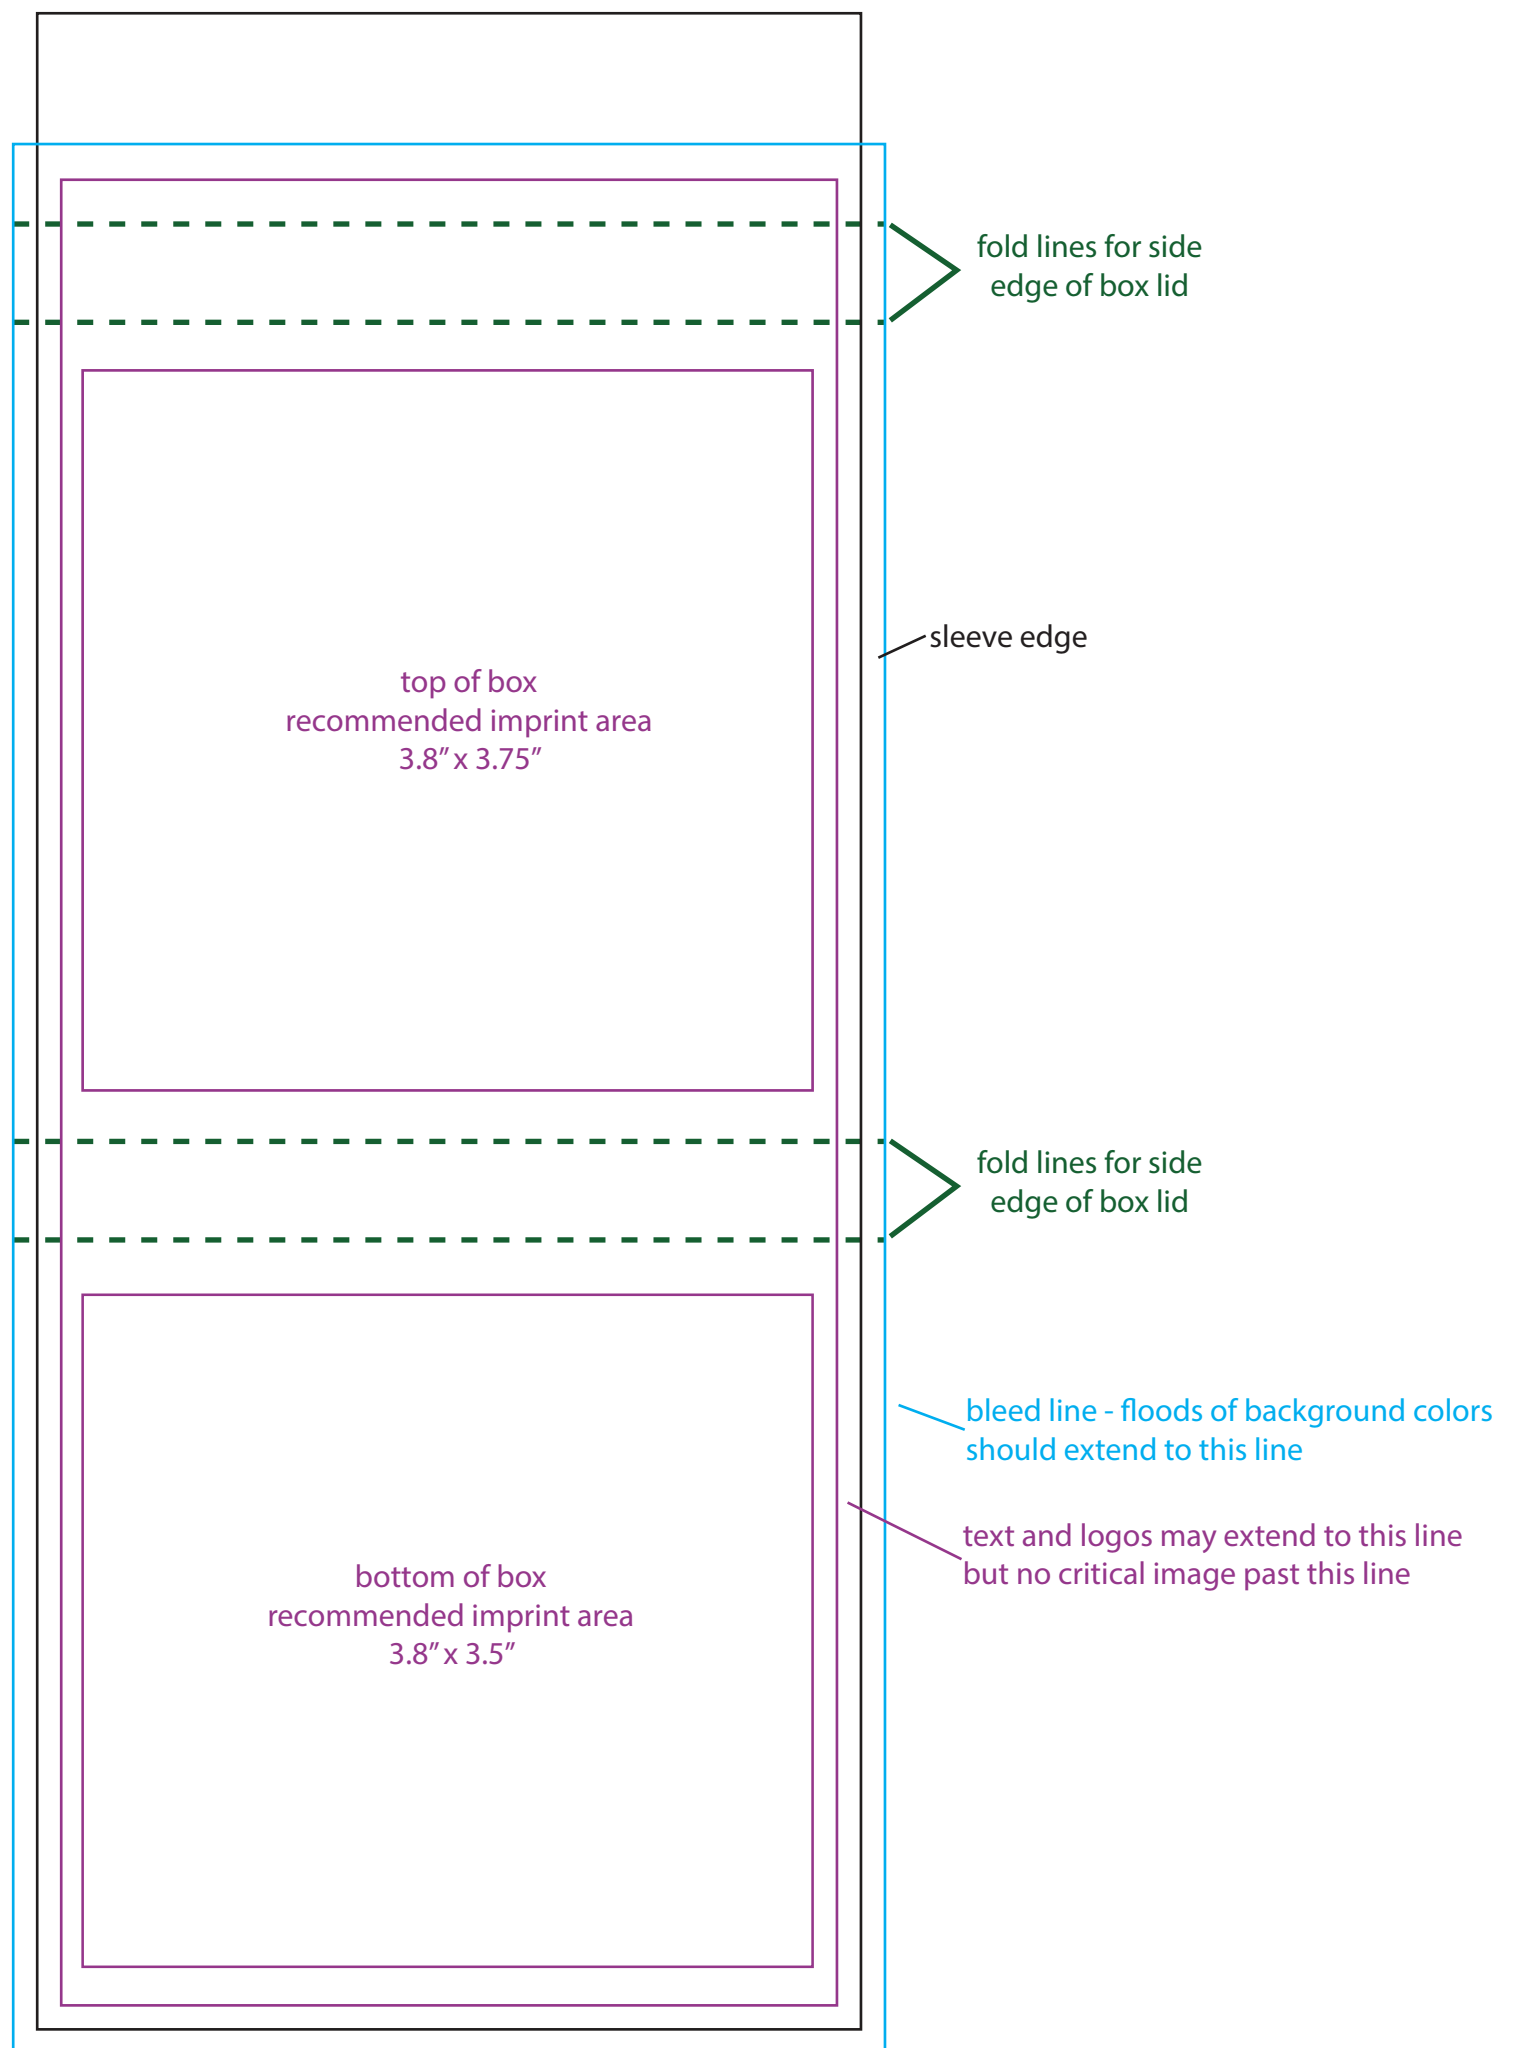 fold lines for side
edge of box lid
sleeve edge
top of box
recommended imprint area
3.8” x 3.75”
fold lines for side
edge of box lid
bleed line - floods of background colors
should extend to this line
text and logos may extend to this line
but no critical image past this line
bottom of box
recommended imprint area
3.8” x 3.5”